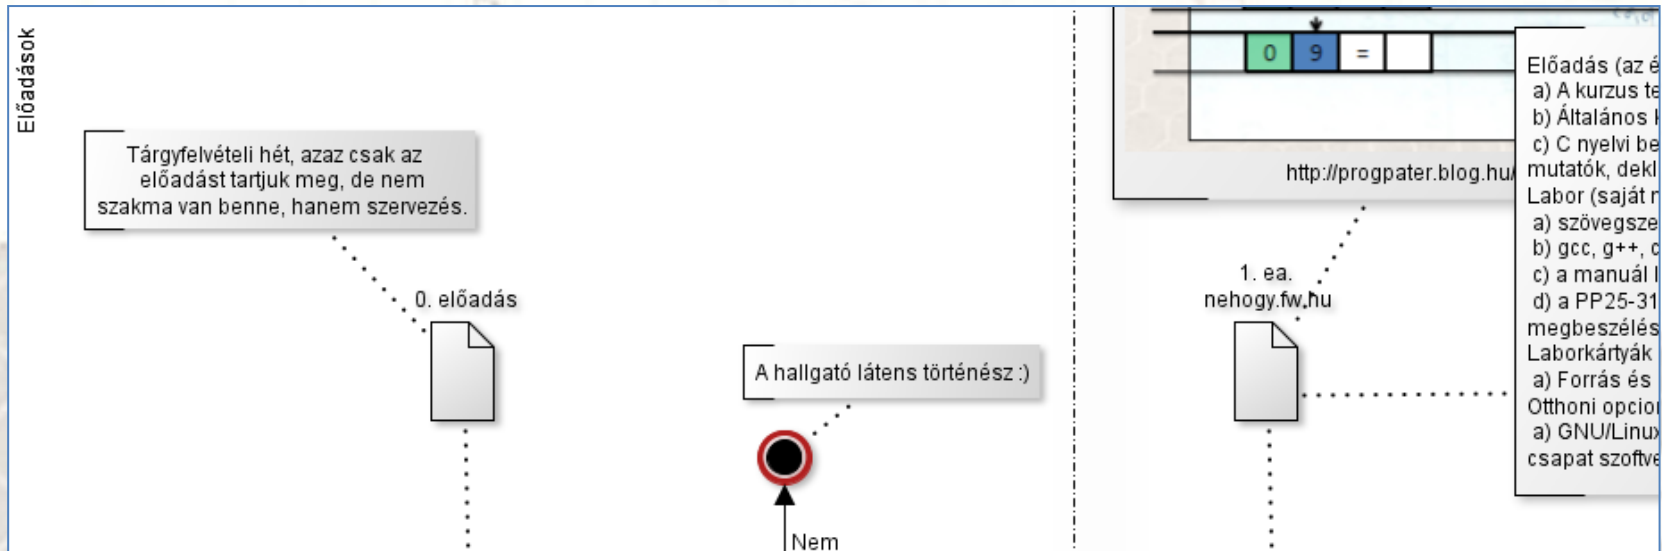 Előadások
Tárgyfelvételi hét, azaz csak az
előadást tartjuk meg, de nem
szakma van benne, hanem szervezés.
0. előadás
A hallgató látens történész :)
Nem
0 9 =
http://progpater.blog.hu/
1. ea.
nehogy.fw.hu
Előadás (az é
a) A kurzus te
b) Általános
c) C nyelvi be
mutatók, dekl
Labor (saját
a) szövegsze
b) gcc, g++, c
c) a manuál
d) a PP25-31
megbeszélés
Laborkártyák
a) Forrás és
Otthoni opcio
a) GNU/Linux
csapat szoftve